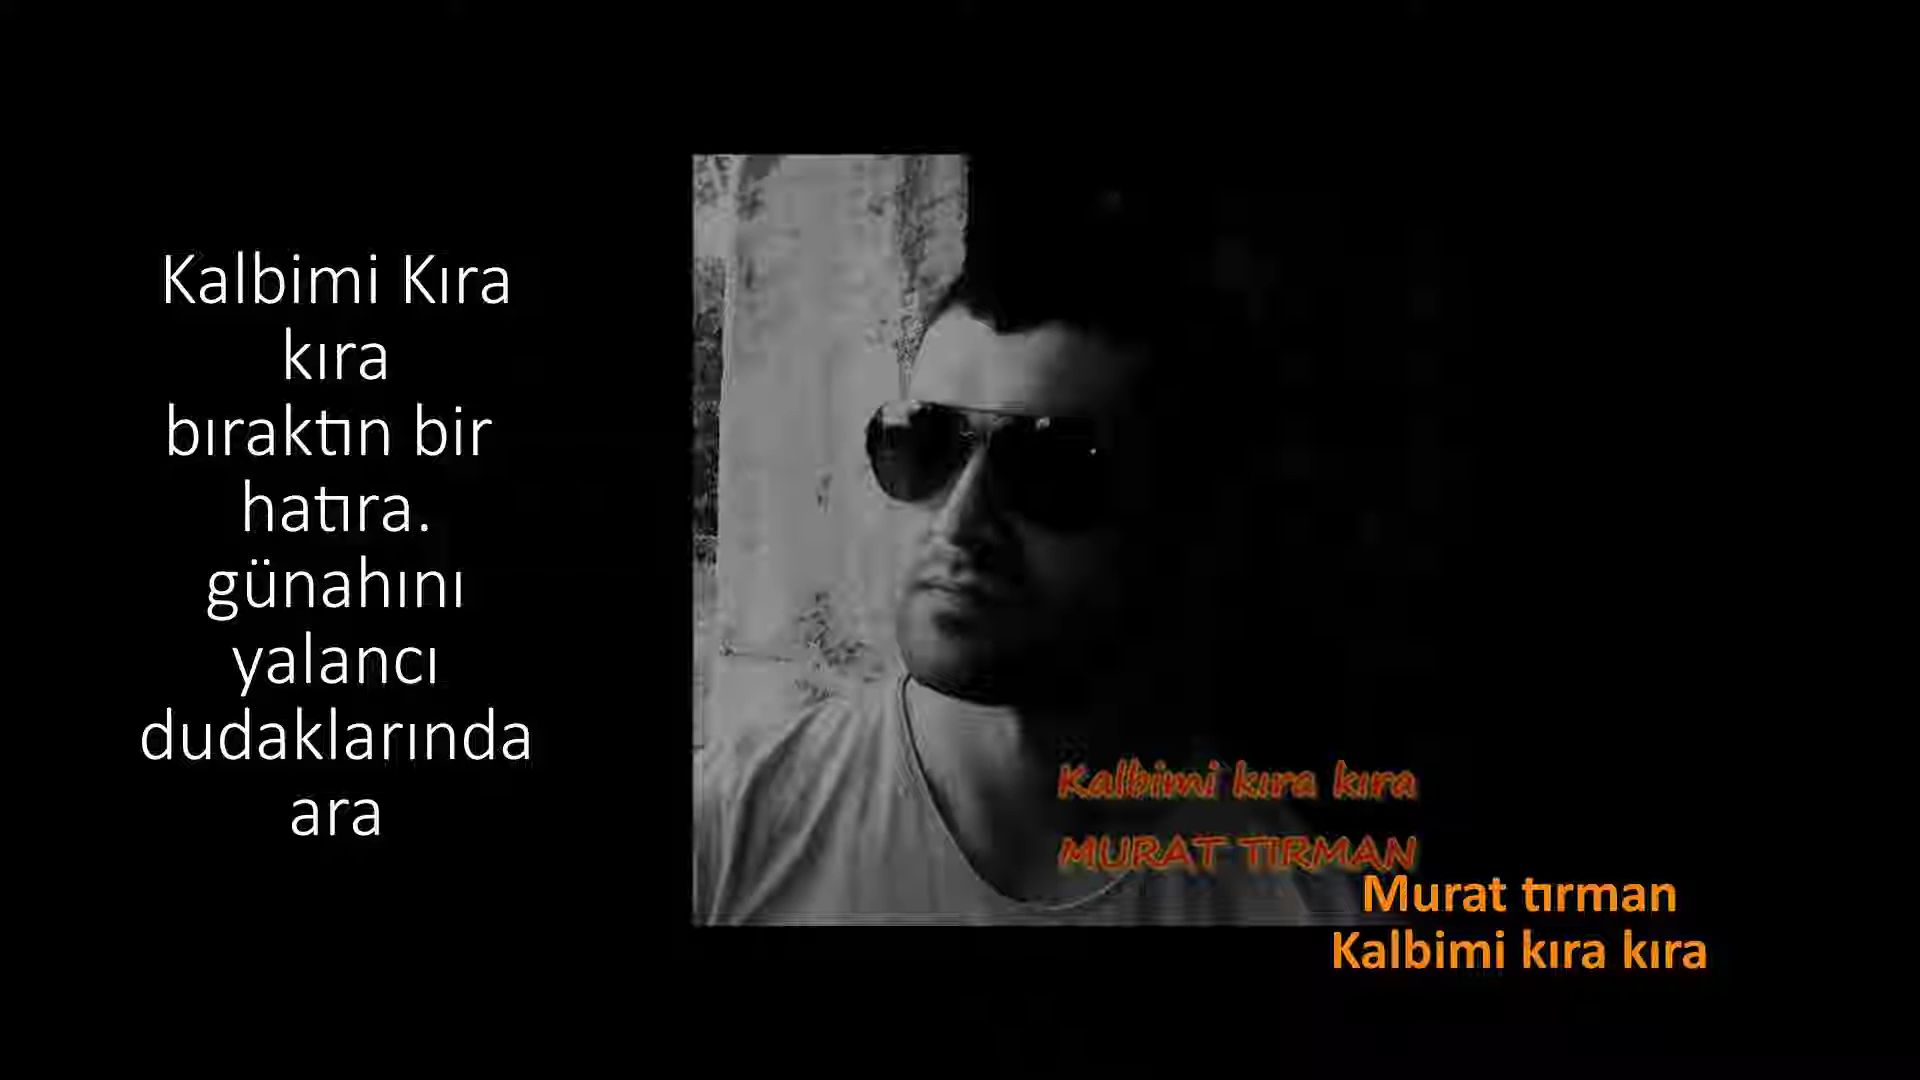 Kalbimi Kıra
kıra
bıraktın bir
hatıra.
günahını
yalancı
dudaklarında
ara
Kalbimi kıra kıra
MURAT TIRMAN
Murat tırman
Kalbimi kıra kıra